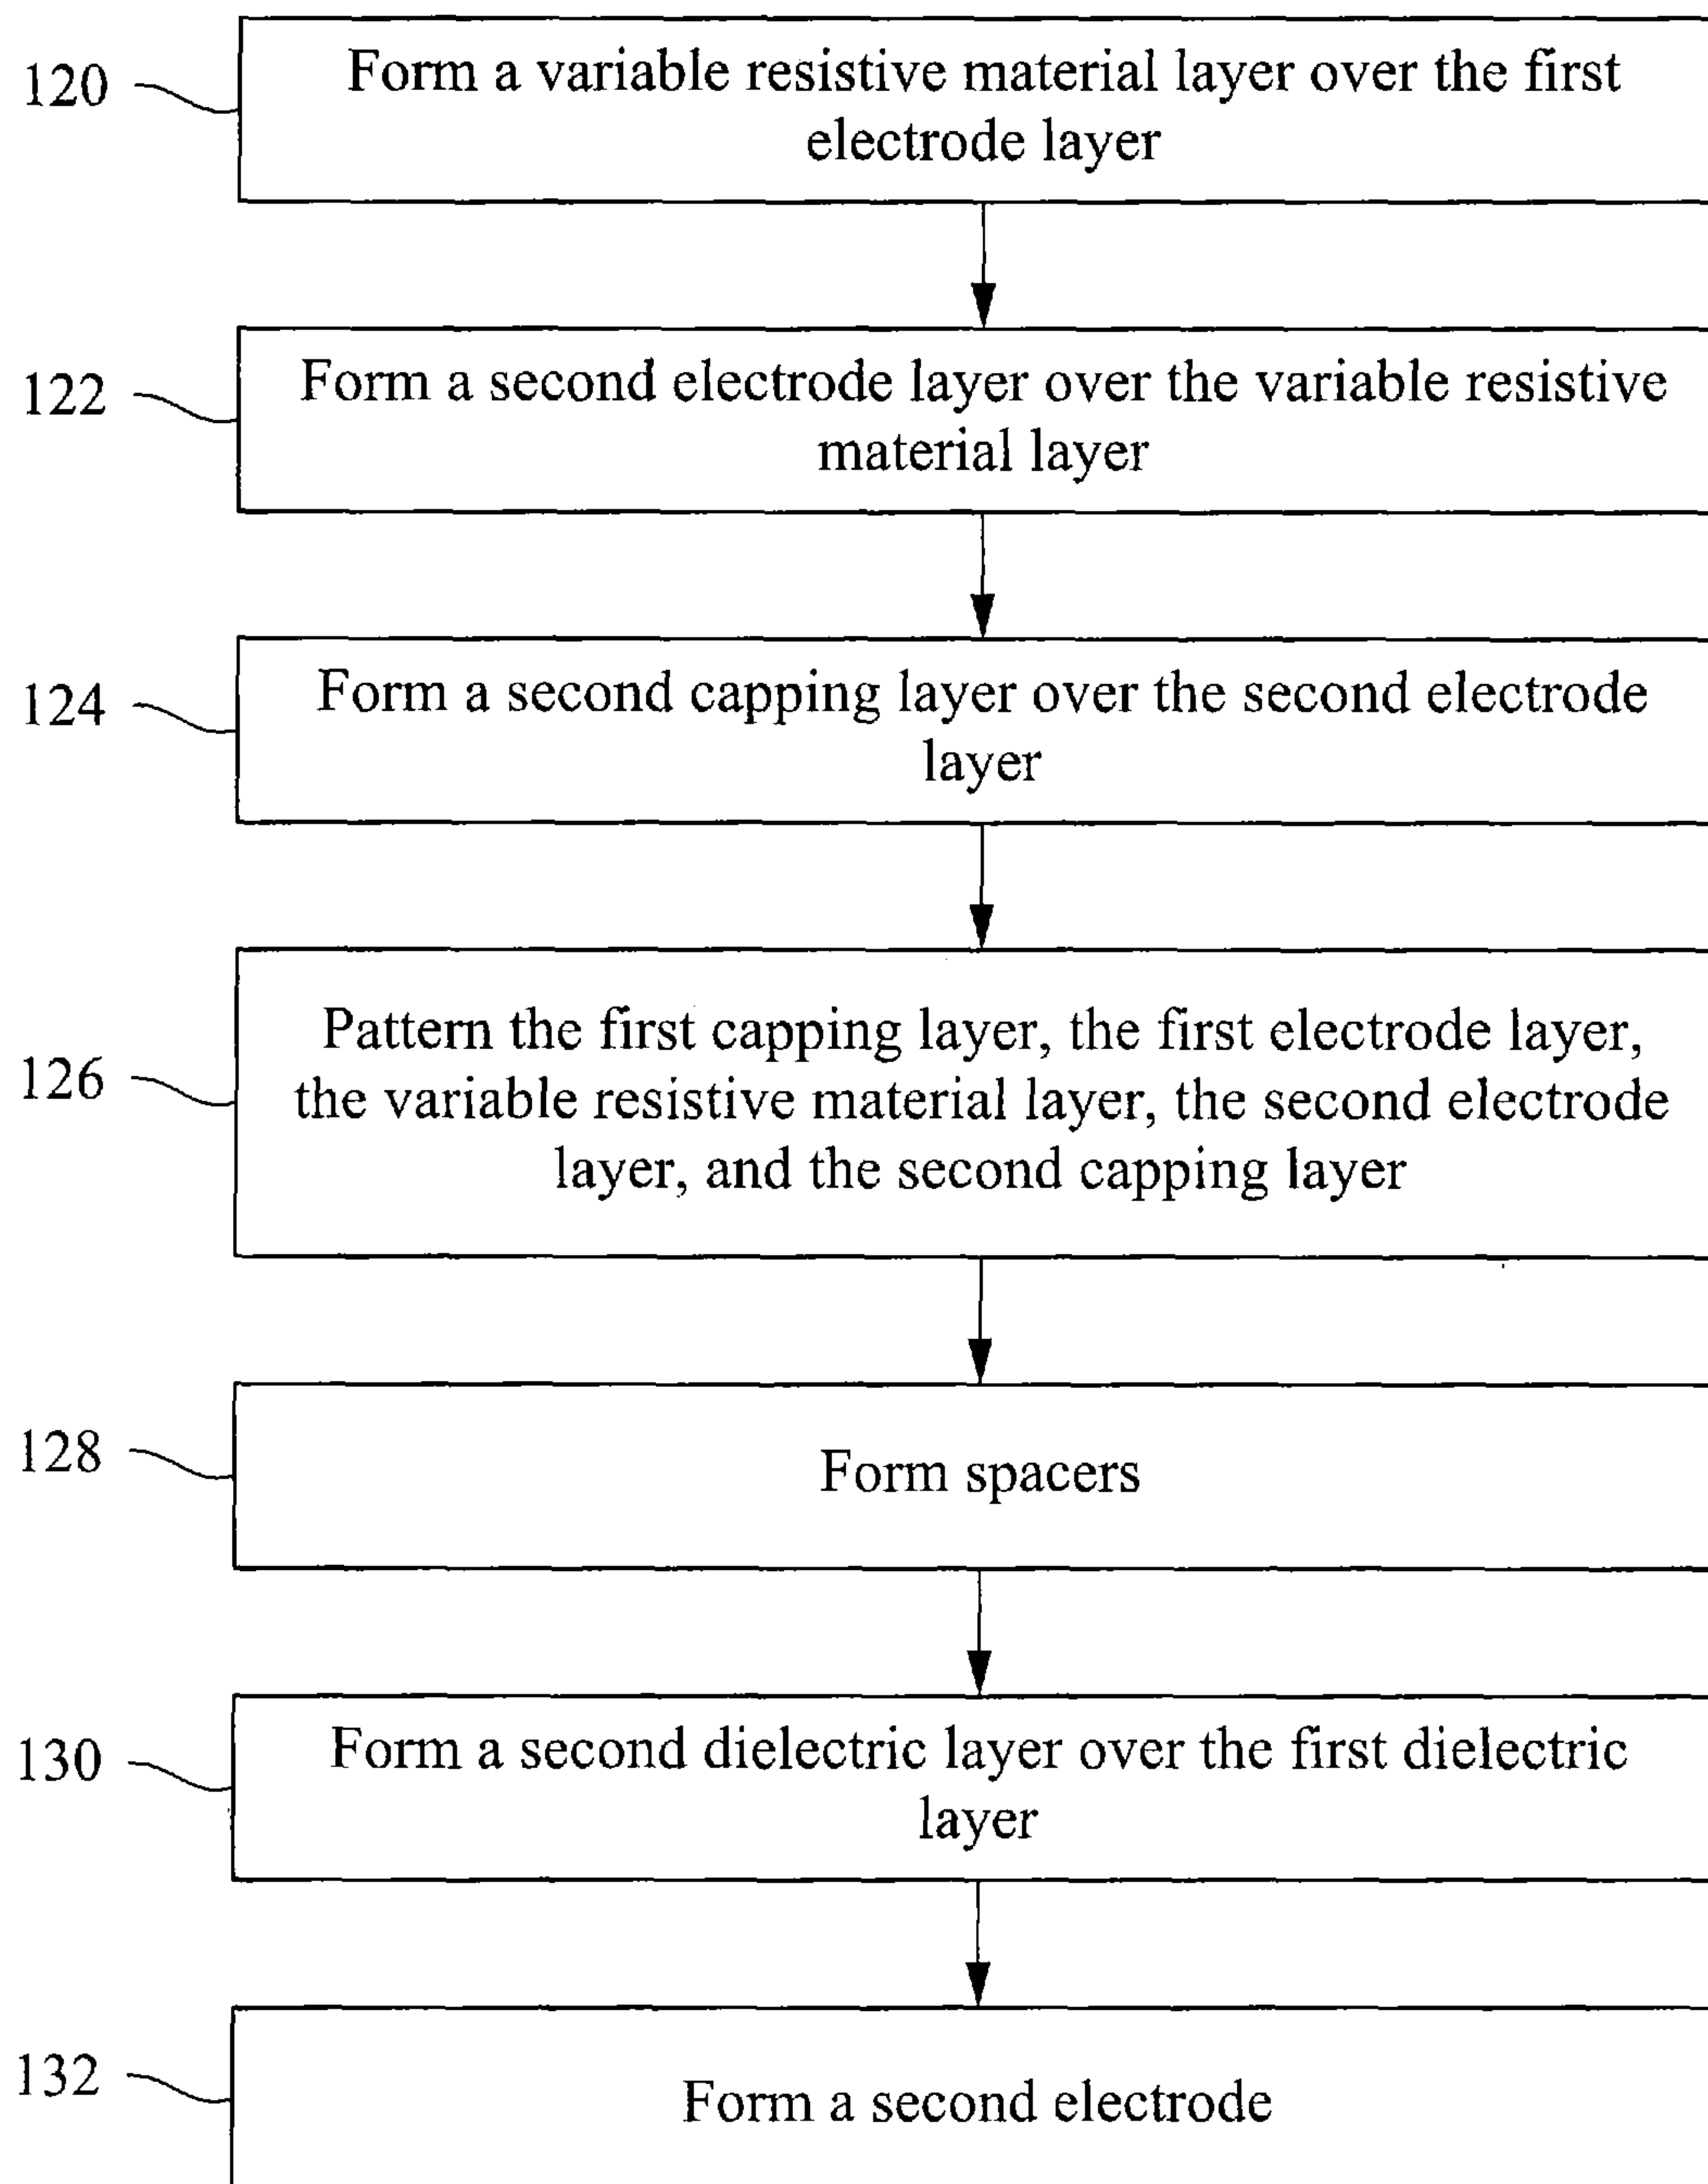 120
Form a variable resistive material layer over the first
electrode layer
122
Form a second electrode layer over the variable resistive
material layer
124
Form a second capping layer over the second electrode
layer
126
Pattern the first capping layer, the first electrode layer,
the variable resistive material layer, the second electrode
layer, and the second capping layer
128
Form spacers
130
Form a second dielectric layer over the first dielectric
layer
132
Form a second electrode